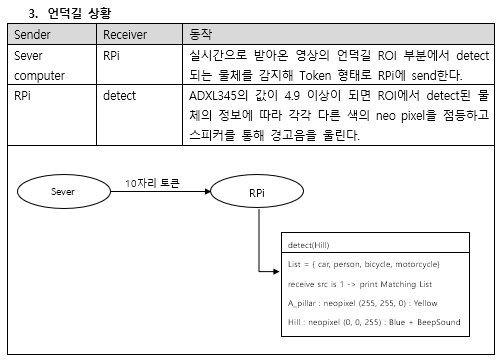 3. 언덕길 상황
Sender Receiver 동작
Sever computer RPi 실시간으로 받아온 영상의 언덕길 ROI 부분에서 detect
되는 물체를 감지해 Token 형태로 RPi에 send한다.
RPi detect ADXL345의 값이 4.9 이상이 되면 ROI에서 detect된 물
체의 정보에 따라 각각 다른 색의 neo pixel을 점등하고
스피커를 통해 경고음을 울린다.
Sever
10자리 토큰
RPi
detect(Hill)
List = { car, person, bicycle, motorcycle}
receive src is 1 -> print Matching List
A_pillar : neopixel (255, 255, 0) : Yellow
Hill : neopixel (0, 0, 255) : Blue + BeepSound